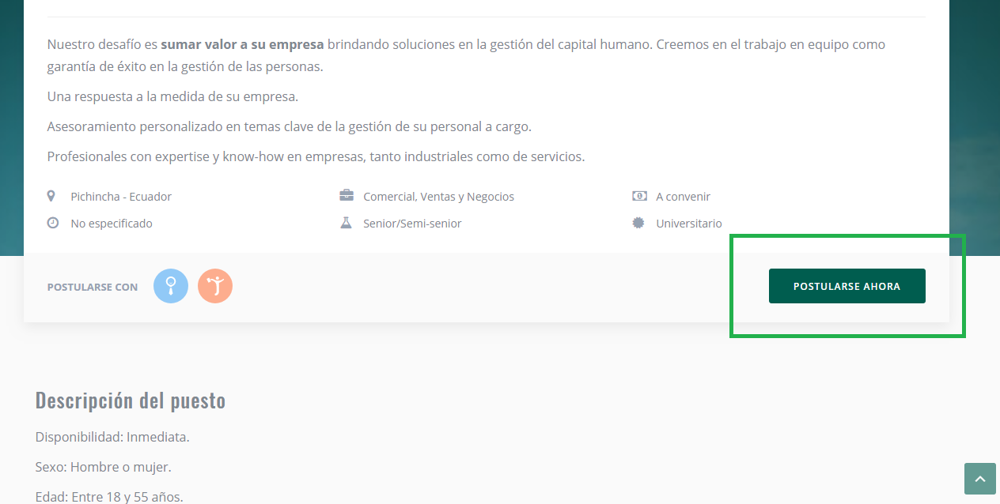 Nuestro desafío es sumar valor a su empresa brindando soluciones en la gestión del capital humano. Creemos en el trabajo en equipo como
garantía de éxito en la gestión de las personas.
Una respuesta a la medida de su empresa.
Asesoramiento personalizado en temas clave de la gestión de su personal a cargo.
Profesionales con expertise y know-how en empresas, tanto industriales como de servicios.
Pichincha - Ecuador
Comercial, Ventas y Negocios
A convenir
No especificado
Senior/Semi-senior
Universitario
POSTULARSE CON
POSTULARSE AHORA
Descripción del puesto
Disponibilidad: Inmediata.
Sexo: Hombre o mujer.
Edad: Entre 18 y 55 años.